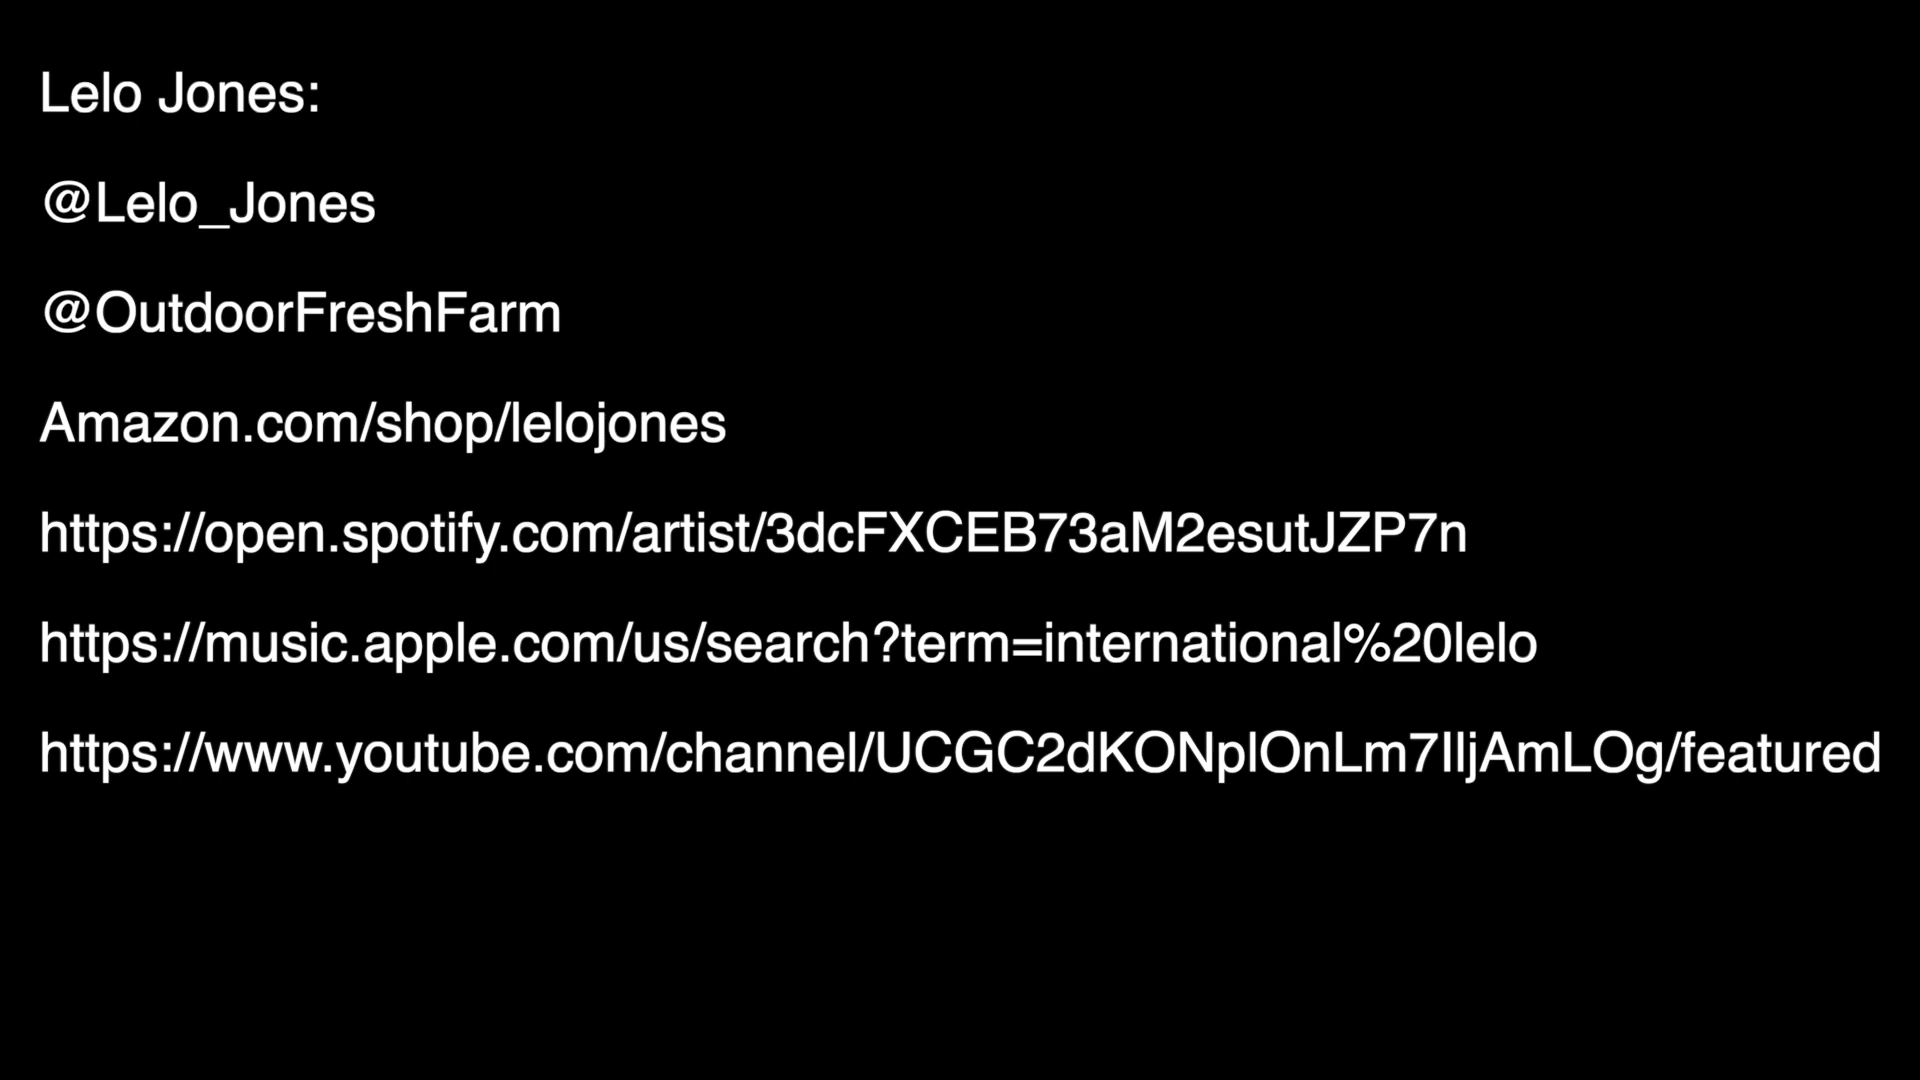 Lelo Jones:
@Lelo_Jones
@OutdoorFreshFarm
Amazon.com/shop/lelojones
https://open.spotify.com/artist/3dcFXCEB73aM2esutJZP7n
https://music.apple.com/us/search?term=international%20lelo
https://www.youtube.com/channel/UCGC2dKONplOnLm7IljAmLOg/featured